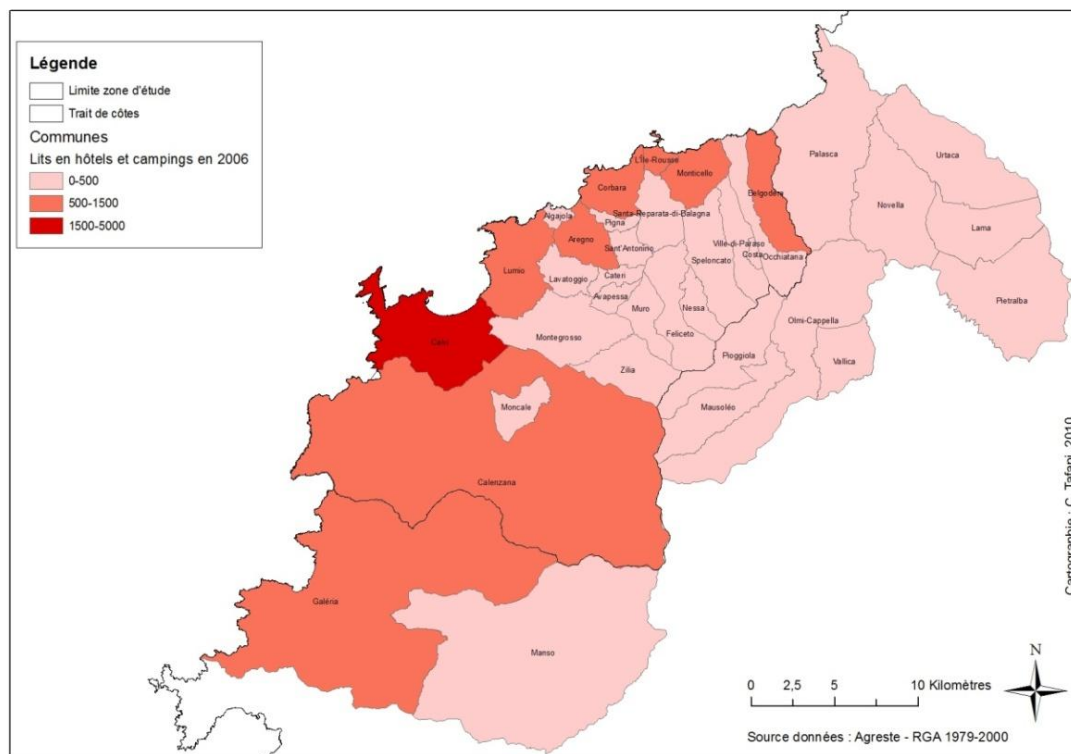 Légende
Limite zone d'étude
Trait de côtes
Communes
Lits en hôtels et campings en 2006
0-500
500-1500
1500-5000
Palasca
Urtaca
L'Île-Rousse
Monticello
Belgodère
Novella
Corbara
Lama
Algajola
Santa-Reparata-di-Balagna
Pigna
Aregno
Sant'Antonino
Ville-di-Paraso
Costa
Occhiatana
Speloncato
Lumio
Lavatoggio
Cateri
Pietralba
Avapessa
Muro
Nessa
Olmi-Cappella
Montegrosso
Feliceto
Calvi
Pioggiola
Vallica
Zilia
Moncale
Mausoléo
Calenzana
Galéria
Manso
Cartographie : C. Tafani, 2010
N
0 2,5 5 10 Kilomètres
Source données : Agreste - RGA 1979-2000